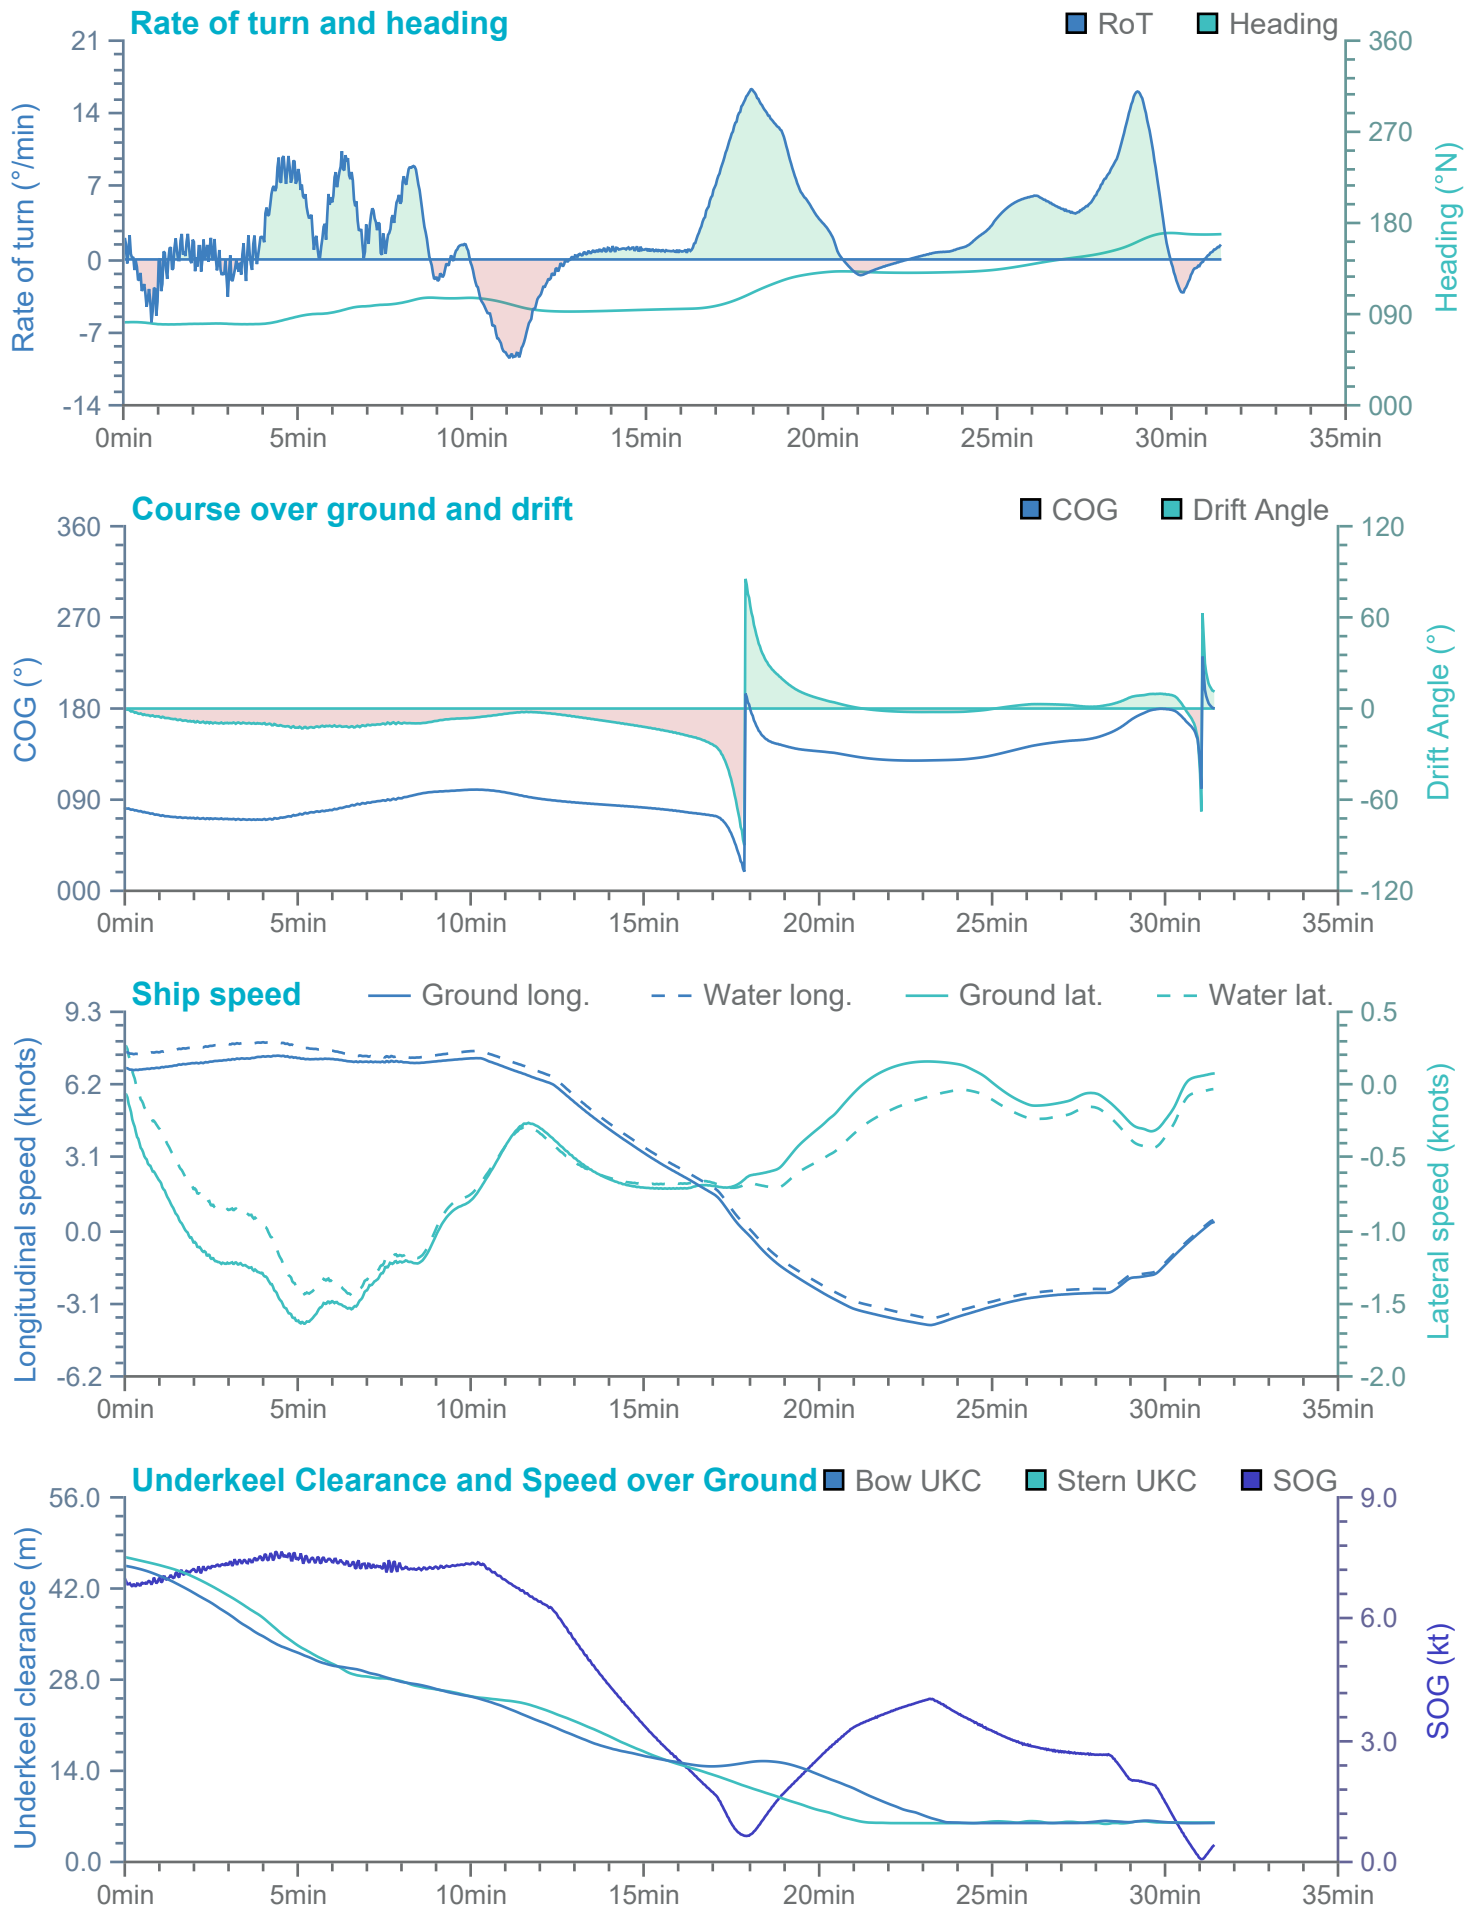 Rate of turn and heading
RoT Heading
21 360
14 270
7 180
0 090
-7
-14 000
Rate of turn (°/min)
Heading (°N)
0min 5min 10min 15min 20min 25min 30min 35min
Course over ground and drift
COG Drift Angle
360 120
270 60
180 0
090 -60
000 -120
COG (°)
Drift Angle (°)
0min 5min 10min 15min 20min 25min 30min 35min
Ship speed
Ground long. Water long. Ground lat. Water lat.
9.3 0.5
6.2 0.0
3.1 -0.5
0.0 -1.0
-3.1 -1.5
-6.2 -2.0
Longitudinal speed (knots)
Lateral speed (knots)
0min 5min 10min 15min 20min 25min 30min 35min
Underkeel Clearance and Speed over Ground
Bow UKC Stern UKC SOG
56.0 9.0
42.0 6.0
28.0 3.0
14.0
0.0 0.0
Underkeel clearance (m)
SOG (kt)
0min 5min 10min 15min 20min 25min 30min 35min